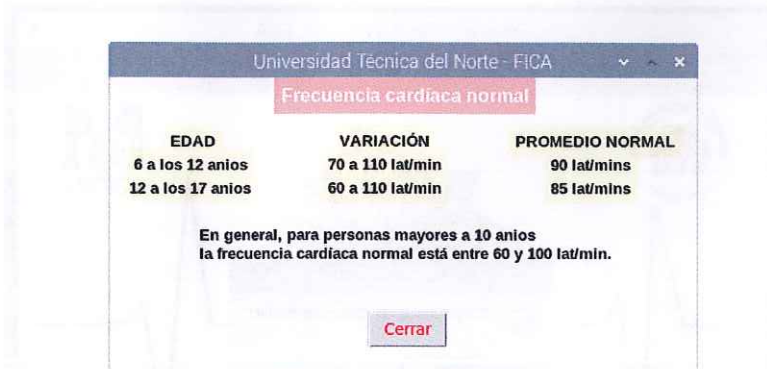 Universidad Técnica del Norte - FICA
Frecuencia cardíaca normal
EDAD VARIACIÓN PROMEDIO NORMAL
6 a los 12 anios 70 a 110 lat/min 90 lat/mins
12 a los 17 anios 60 a 110 lat/min 85 lat/mins
En general, para personas mayores a 10 anios
la frecuencia cardíaca normal está entre 60 y 100 lat/min.
Cerrar